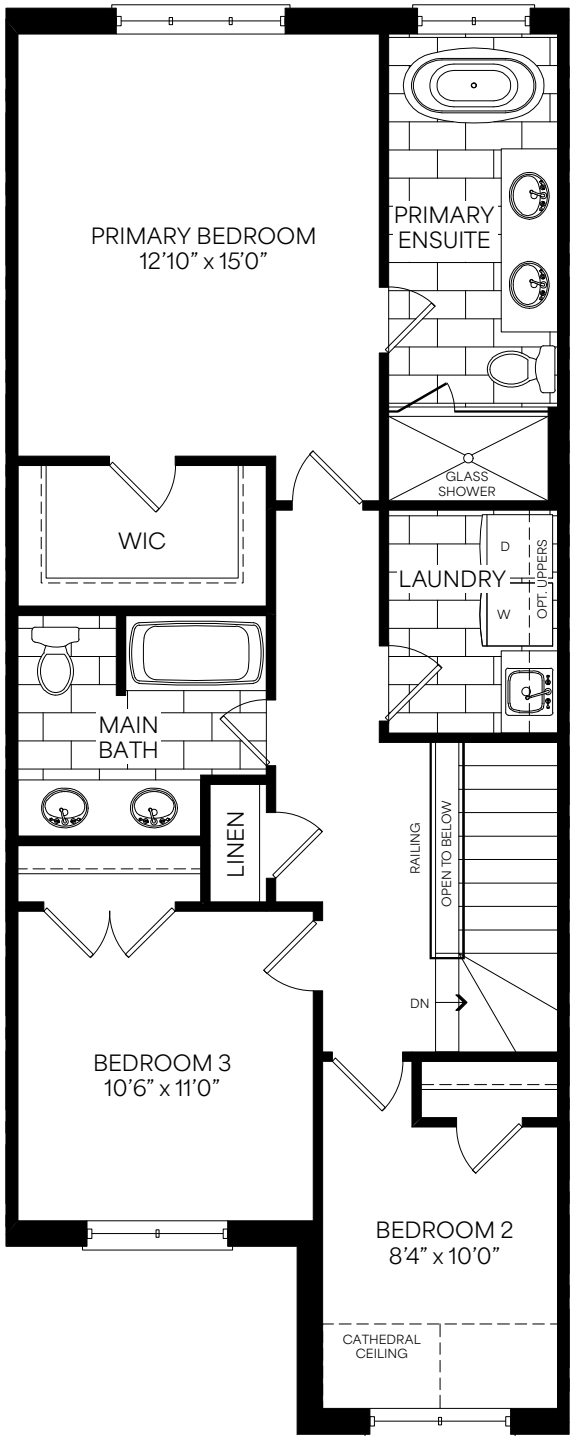 PRIMARY BEDROOM
12’10” x 15’0”
PRIMARY
ENSUITE
GLASS
SHOWER
WIC
LAUNDRY
D
W
OPT. UPPERS
MAIN
BATH
LINEN
RAILING
OPEN TO BELOW
DN
BEDROOM 3
10’6” x 11’0”
BEDROOM 2
8’4” x 10’0”
CATHEDRAL
CEILING